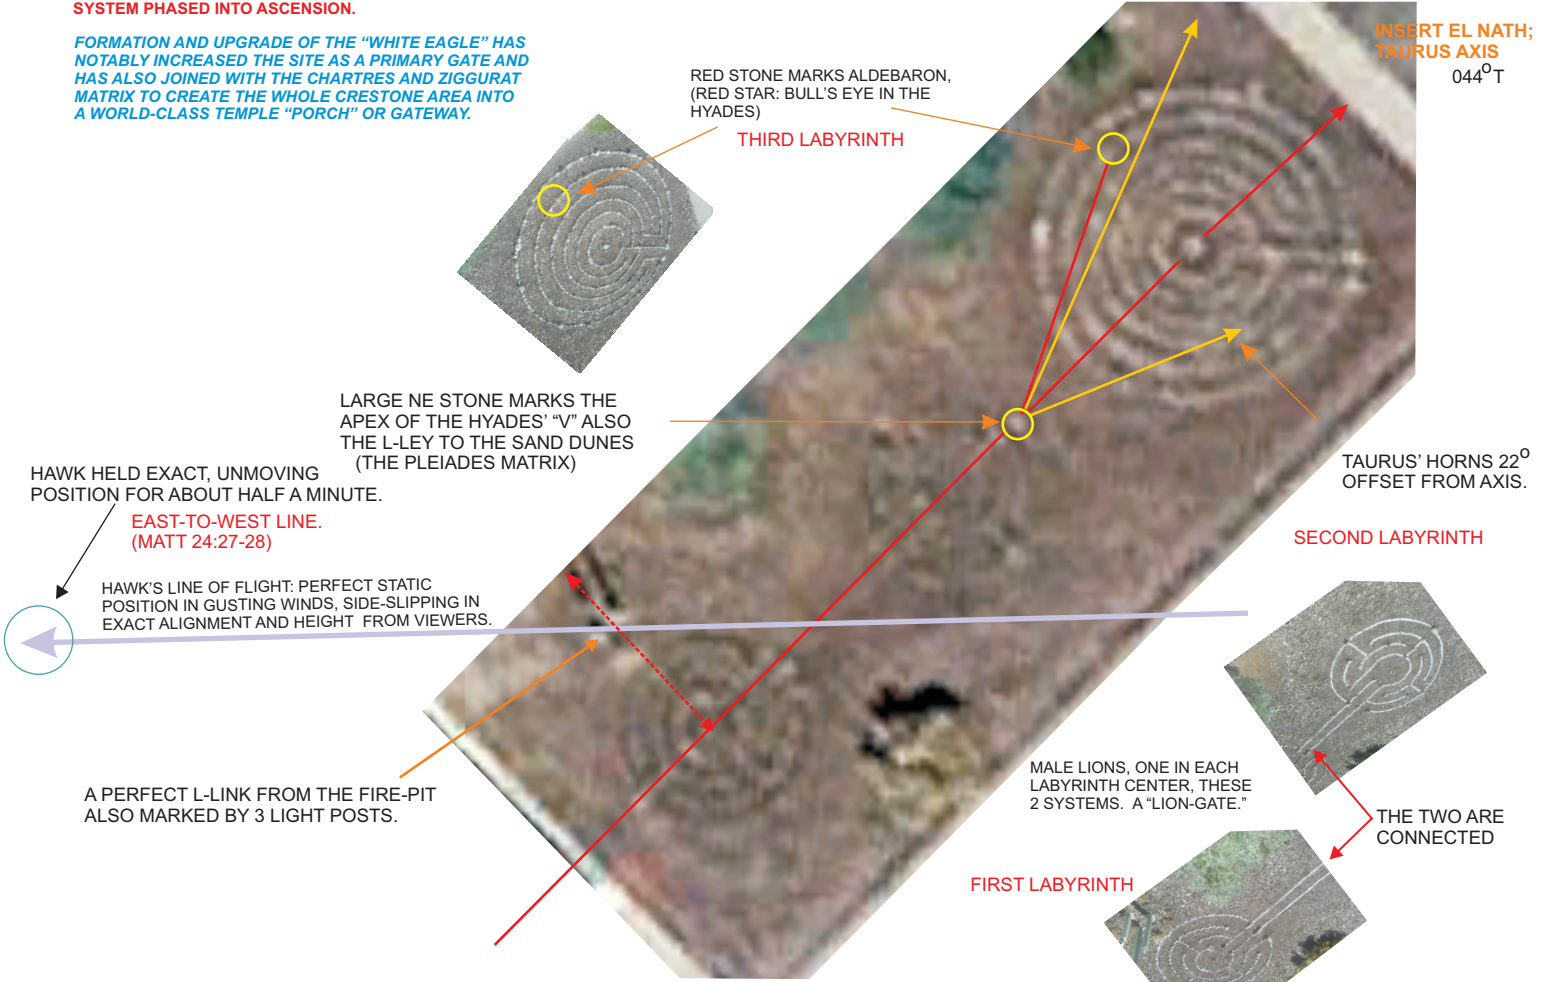 SYSTEM PHASED INTO ASCENSION.
FORMATION AND UPGRADE OF THE “WHITE EAGLE” HAS
NOTABLY INCREASED THE SITE AS A PRIMARY GATE AND
HAS ALSO JOINED WITH THE CHARTRES AND ZIGGURAT
MATRIX TO CREATE THE WHOLE CRESTONE AREA INTO
A WORLD-CLASS TEMPLE “PORCH” OR GATEWAY.
INSERT EL NATH;
TAURUS AXIS
044°T
RED STONE MARKS ALDEBARON,
(RED STAR: BULL’S EYE IN THE
HYADES)
THIRD LABYRINTH
LARGE NE STONE MARKS THE
APEX OF THE HYADES’ “V” ALSO
THE L-LEY TO THE SAND DUNES
(THE PLEIADES MATRIX)
HAWK HELD EXACT, UNMOVING
POSITION FOR ABOUT HALF A MINUTE.
EAST-TO-WEST LINE.
(MATT 24:27-28)
HAWK’S LINE OF FLIGHT: PERFECT STATIC
POSITION IN GUSTING WINDS, SIDE-SLIPPING IN
EXACT ALIGNMENT AND HEIGHT FROM VIEWERS.
TAURUS’ HORNS 22°
OFFSET FROM AXIS.
SECOND LABYRINTH
A PERFECT L-LINK FROM THE FIRE-PIT
ALSO MARKED BY 3 LIGHT POSTS.
MALE LIONS, ONE IN EACH
LABYRINTH CENTER, THESE
2 SYSTEMS. A “LION-GATE.”
THE TWO ARE
CONNECTED
FIRST LABYRINTH